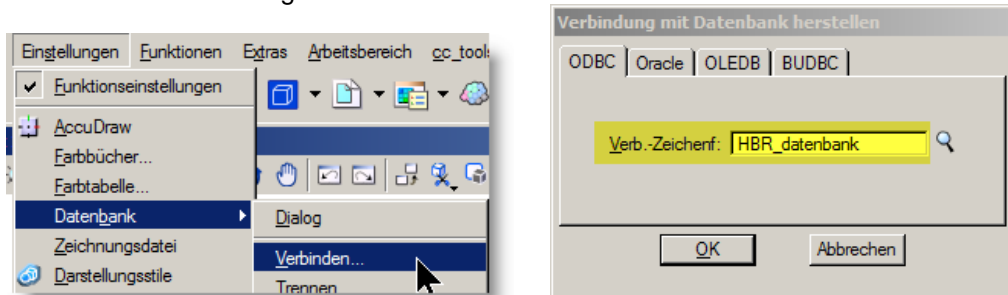 Einstellungen Funktionen Extras Arbeitsbereich cc_tools
Funktionseinstellungen
AccuDraw
Farbbücher...
Farbtabelle...
Datenbank
Zeichnungsdatei
Darstellungsstile
Dialog
Verbinden...
Trennen
Verbindung mit Datenbank herstellen
ODBC Oracle OLEDB BUDBC
Verb.-Zeichenf: HBR_datenbank
OK Abbrechen